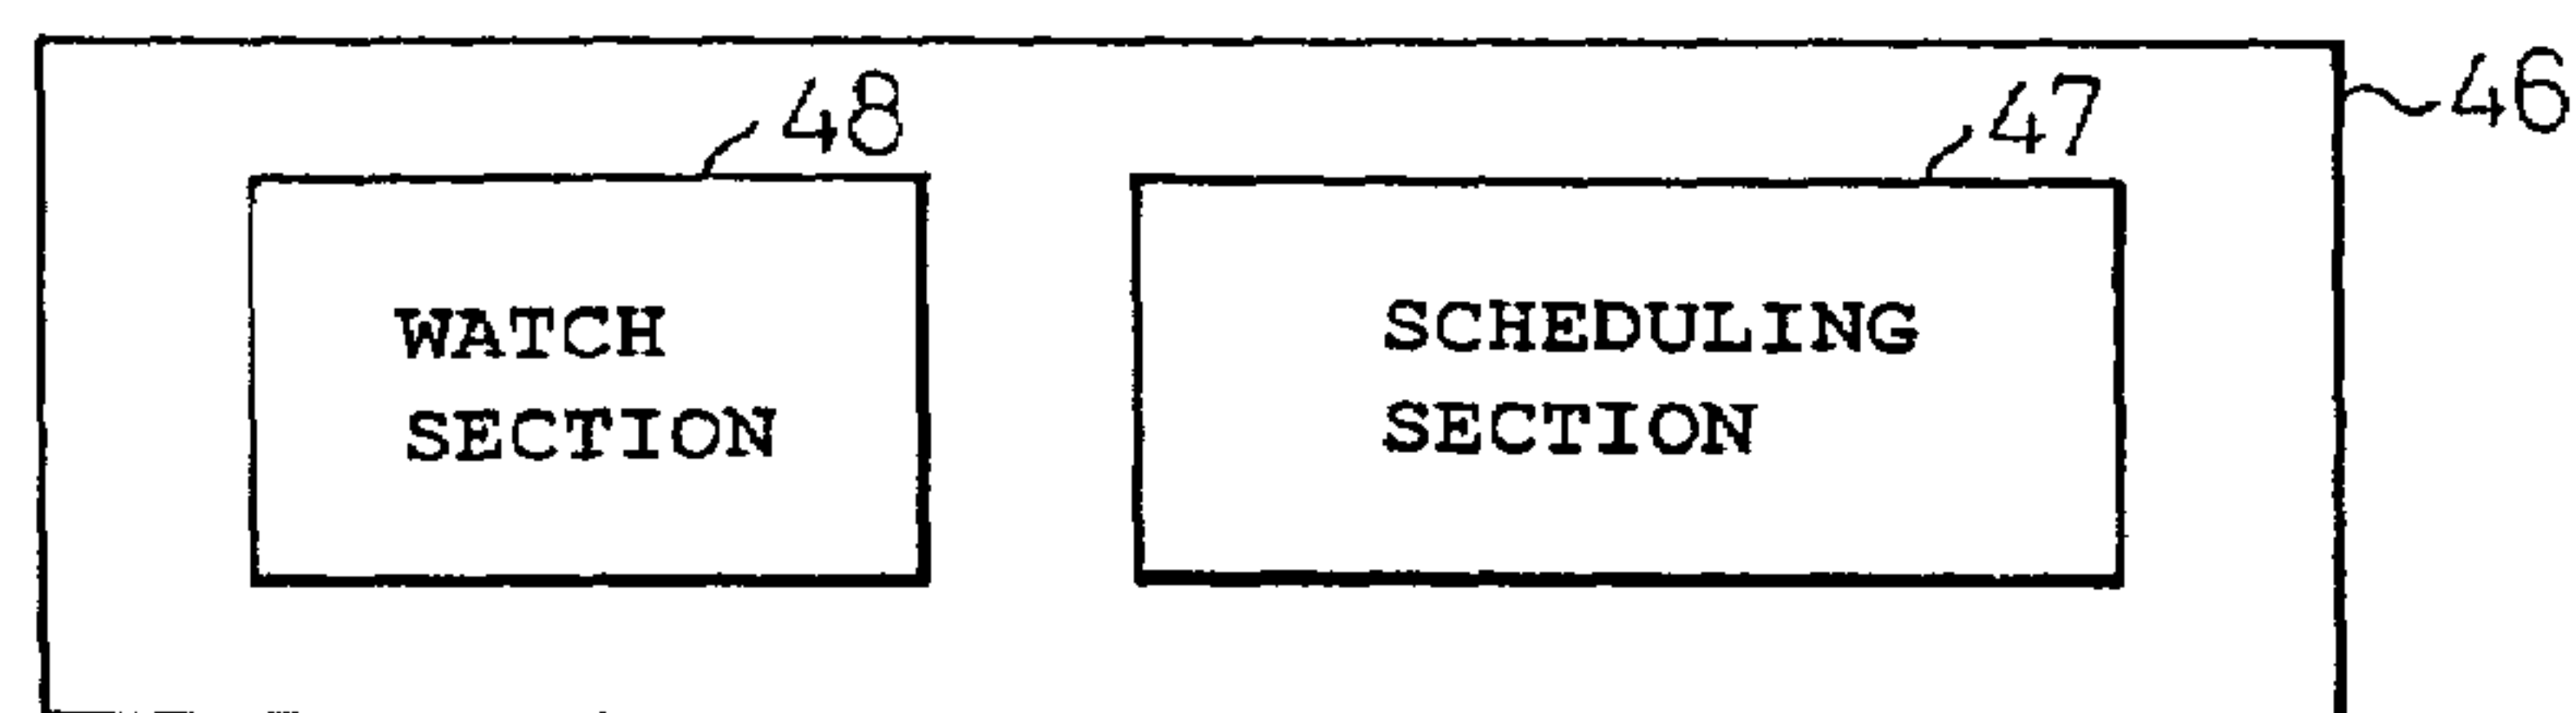 46
48
47
WATCH
SECTION
SCHEDULING
SECTION